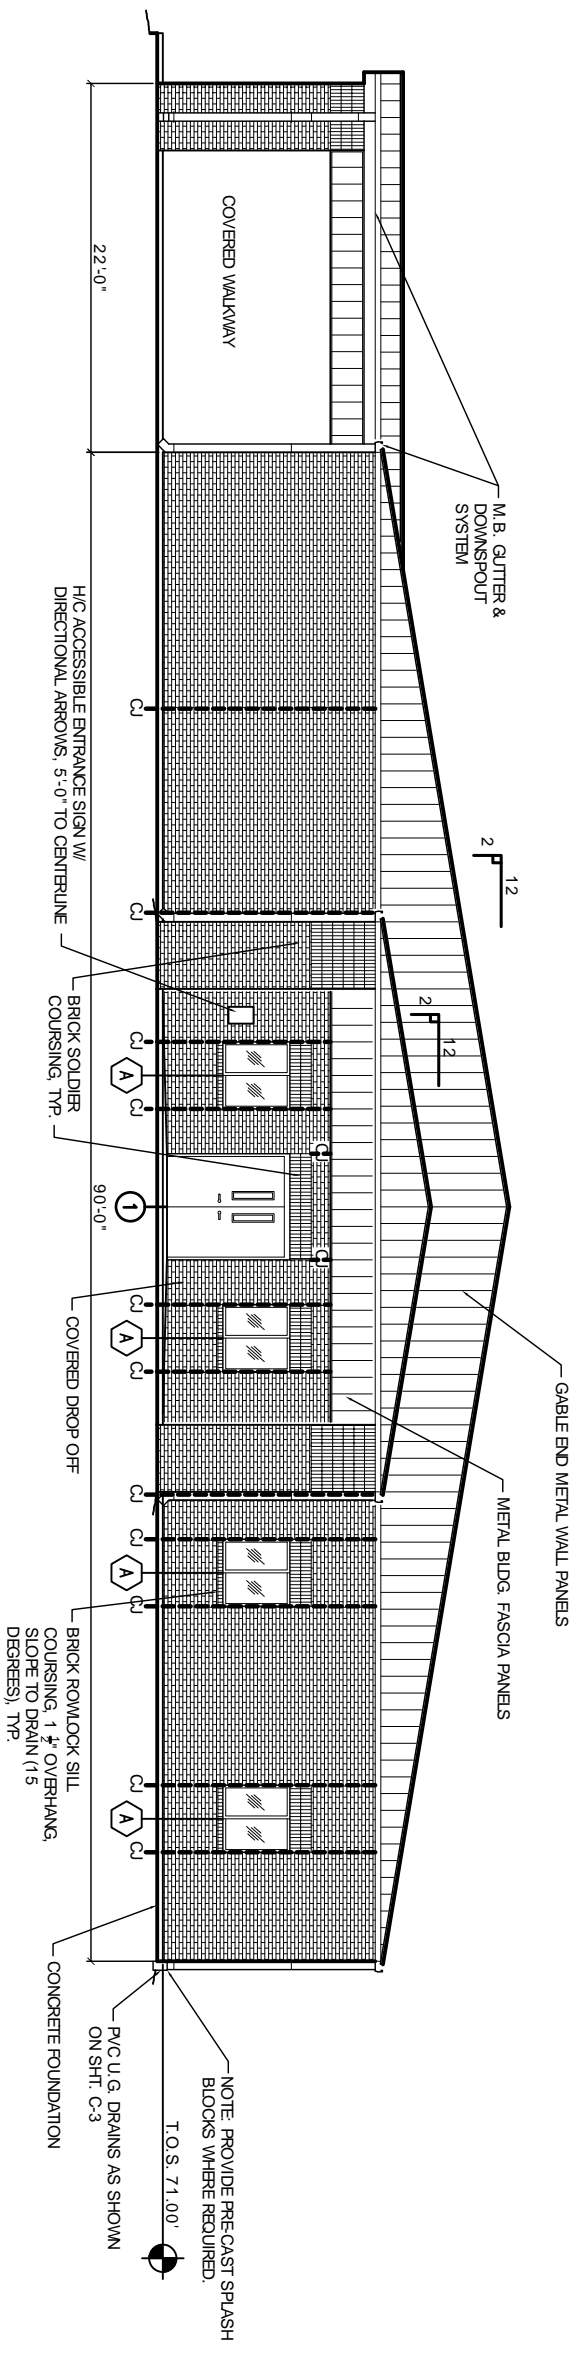 M.B. GUTTER &
DOWNSPOUT
SYSTEM
2
12
2
12
GABLE END METAL WALL PANELS
METAL BLDG. FASCIA PANELS
NOTE: PROVIDE PRE-CAST SPLASH
BLOCKS WHERE REQUIRED.
COVERED WALKWAY
T.O.S. 71.00'
CJ
CJ
CJ
A
CJ
CJ
CJ
CJ
A
CJ
CJ
CJ
A
CJ
CJ
A
CJ
22'-0"
1
90'-0"
H/C ACCESSIBLE ENTRANCE SIGN W/
DIRECTIONAL ARROWS, 5'-0" TO CENTERLINE
BRICK SOLDIER
COURSING, TYP.
COVERED DROP OFF
BRICK ROWLOCK SILL
COURSING, 1 1/2" OVERHANG,
SLOPE TO DRAIN (15
DEGREES), TYP.
PVC U.G. DRAINS AS SHOWN
ON SHT. C-3
CONCRETE FOUNDATION